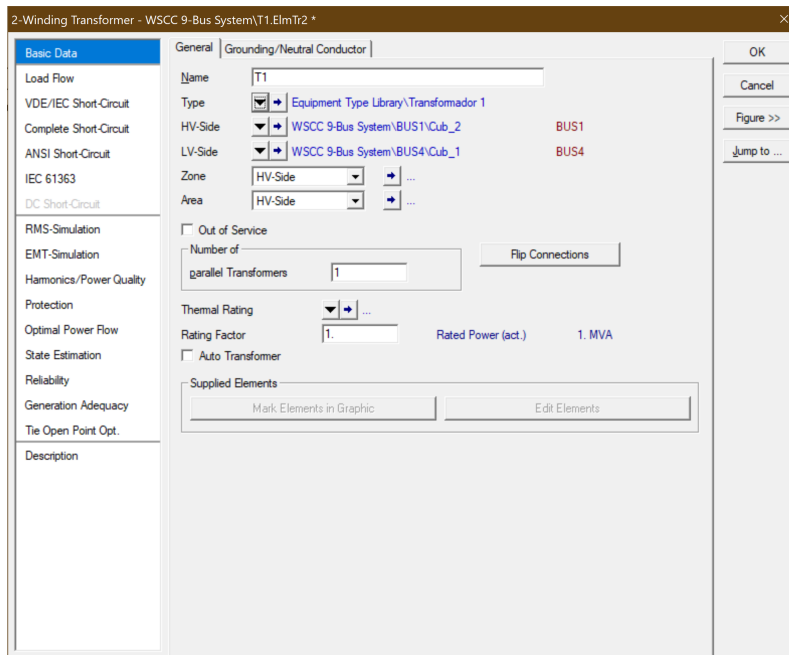 2-Winding Transformer - WSCC 9-Bus System\T1.ElmTr2 *
Basic Data
Load Flow
VDE/IEC Short-Circuit
Complete Short-Circuit
ANSI Short-Circuit
IEC 61363
DC Short-Circuit
RMS-Simulation
EMT-Simulation
Harmonics/Power Quality
Protection
Optimal Power Flow
State Estimation
Reliability
Generation Adequacy
Tie Open Point Opt.
Description
General Grounding/Neutral Conductor
Name T1
Type Equipment Type Library\Transformador 1
HV-Side WSCC 9-Bus System\BUS1\Cub_2 BUS1
LV-Side WSCC 9-Bus System\BUS4\Cub_1 BUS4
Zone HV-Side ...
Area HV-Side ...
Out of Service
Number of
parallel Transformers 1
Flip Connections
Thermal Rating ...
Rating Factor 1. Rated Power (act.) 1. MVA
Auto Transformer
Supplied Elements
Mark Elements in Graphic Edit Elements
OK
Cancel
Figure >>
Jump to ...